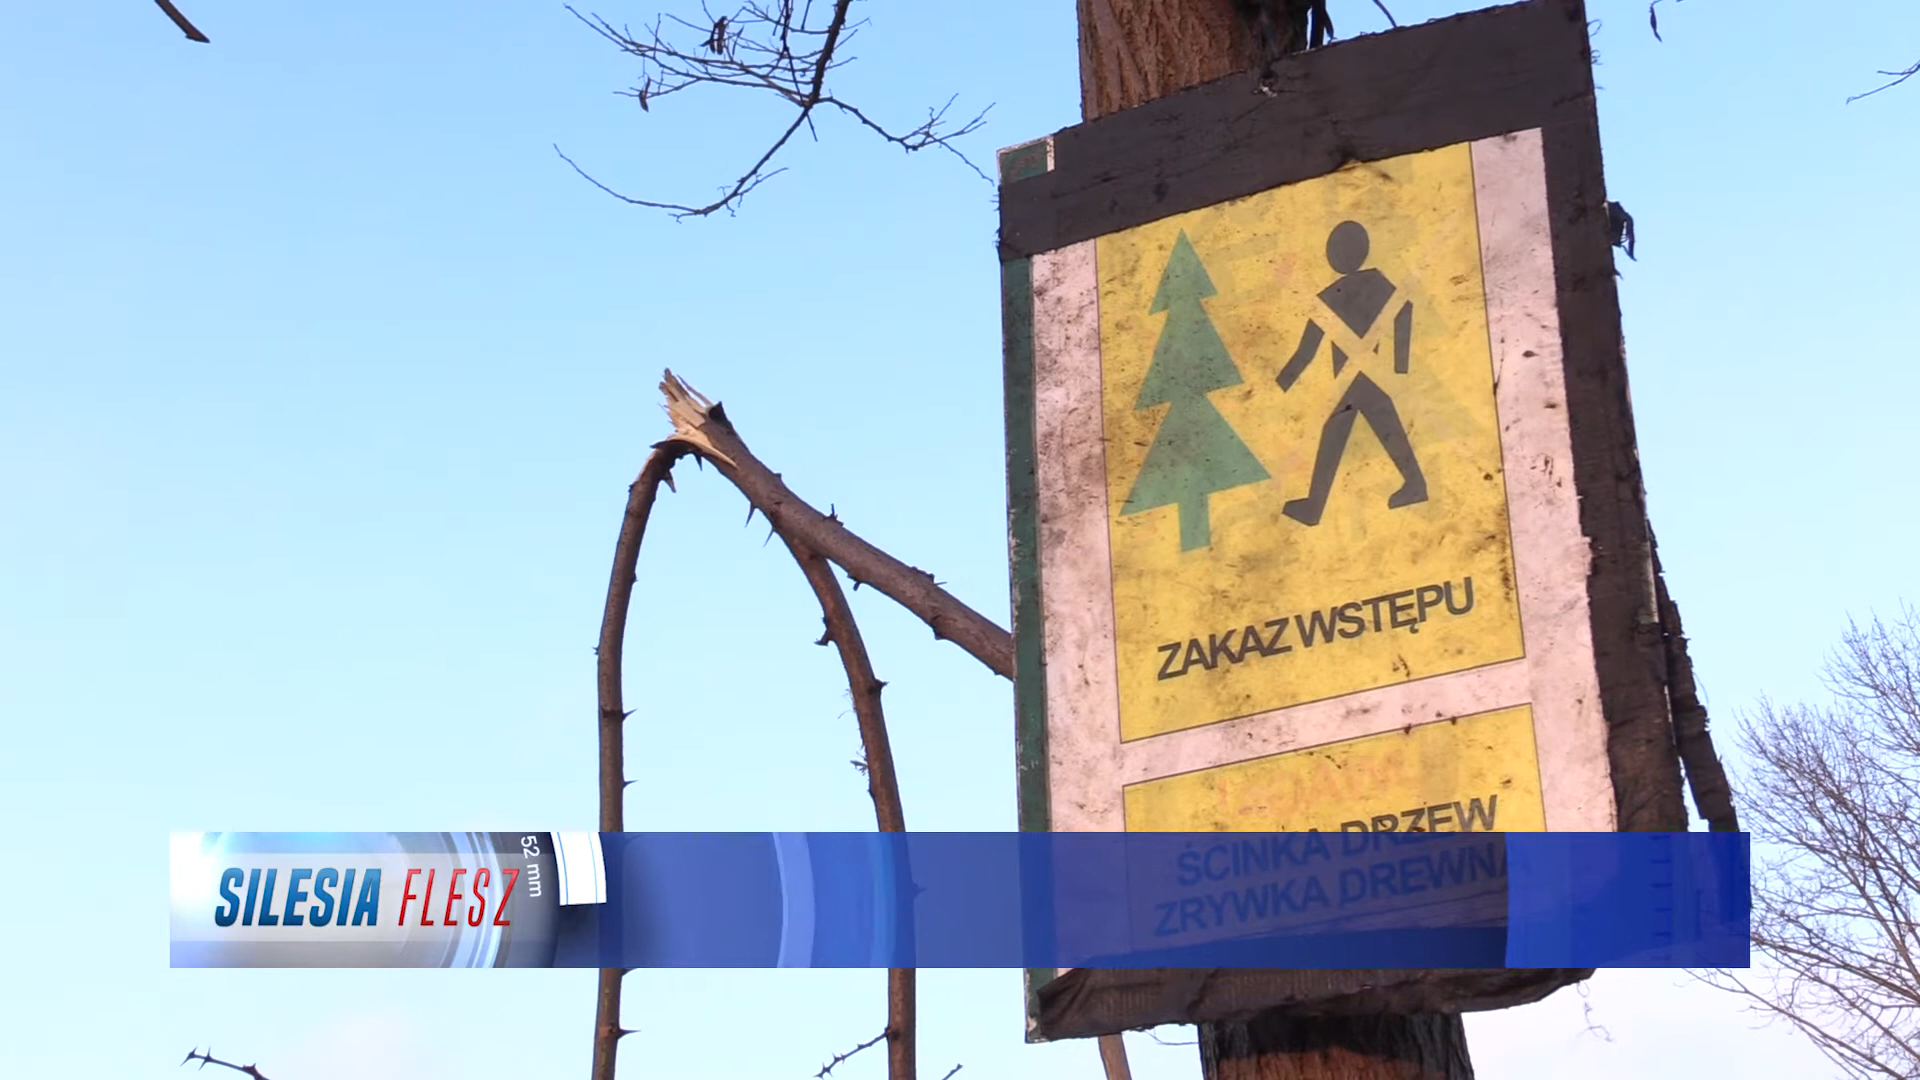 ZAKAZ WSTĘPU
ŚCINKA DRZEW
ZRYWKA DREWNA
SILESIA FLESZ
52 mm